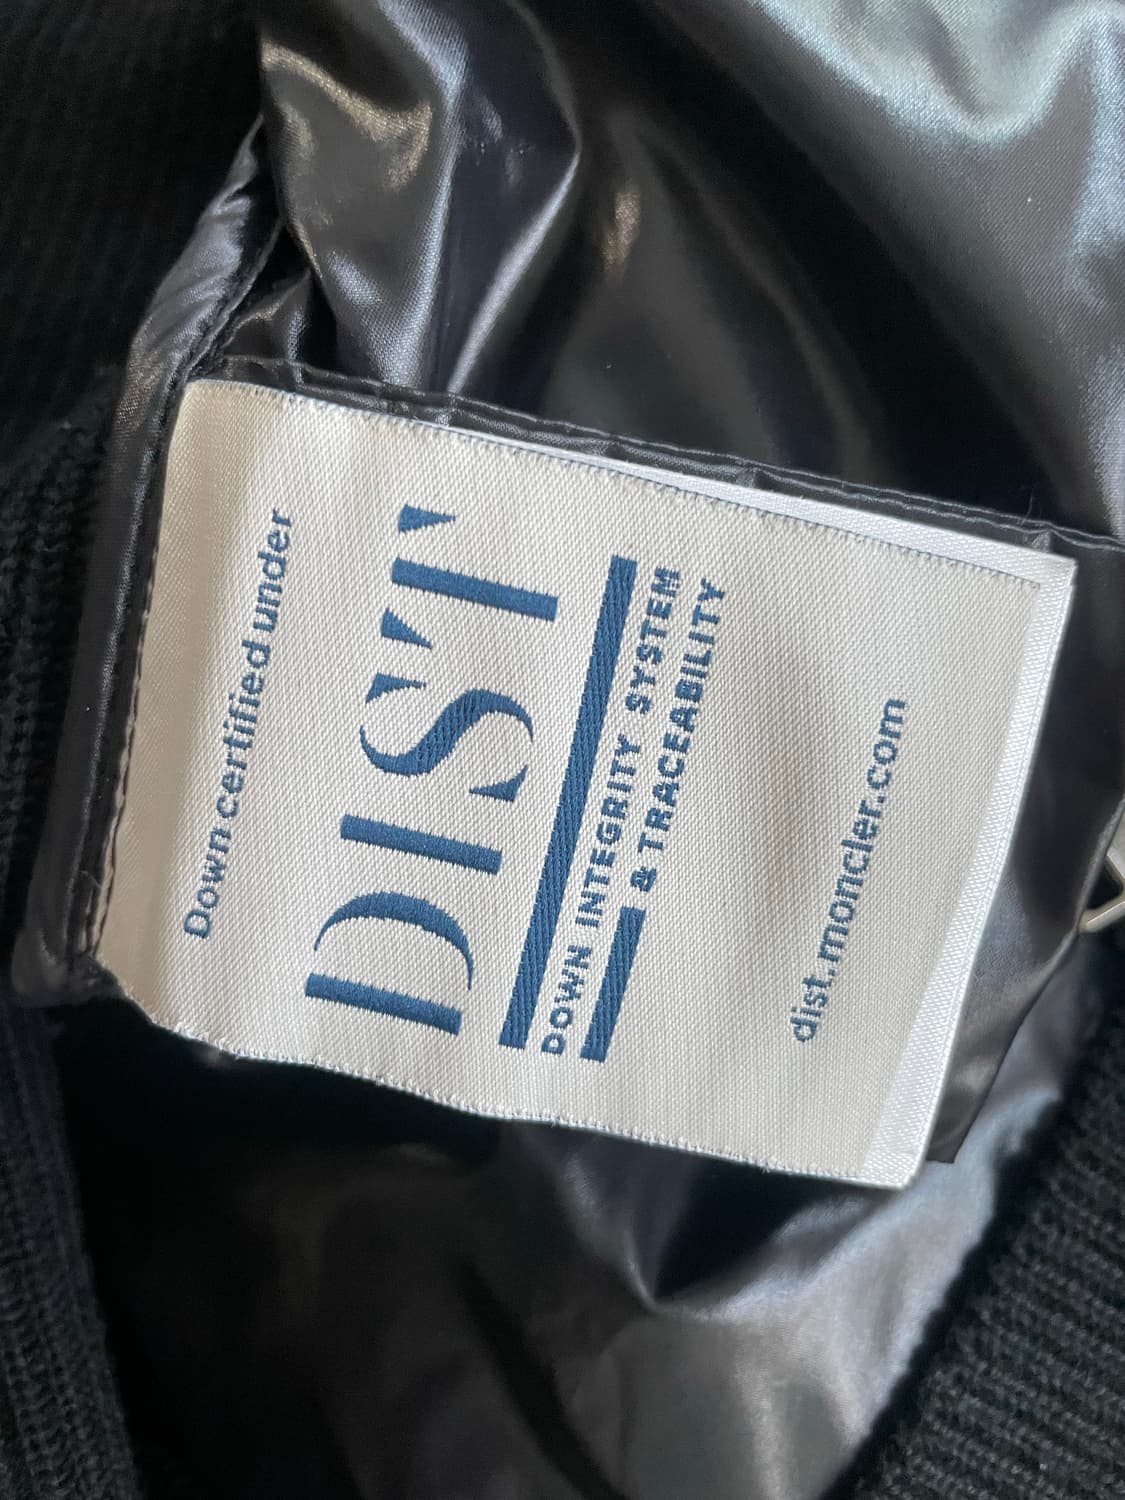 Down certified under
DIST
DOWN INTEGRITY SYSTEM
& TRACEABILITY
dist.moncler.com